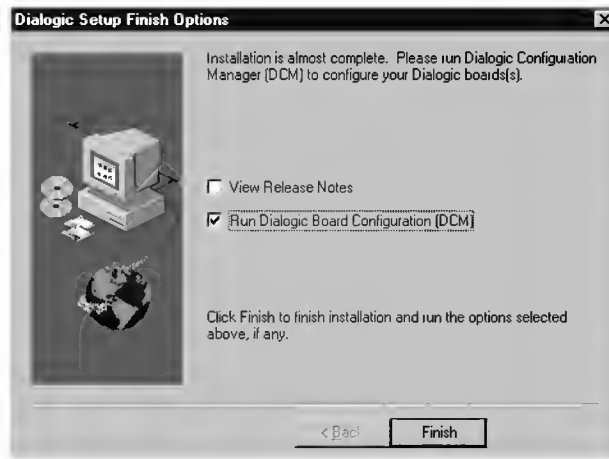 Dialogic Setup Finish Options
Installation is almost complete. Please run Dialogic Configuration
Manager (DCM) to configure your Dialogic boards(s).
View Release Notes
Run Dialogic Board Configuration (DCM)
Click Finish to finish installation and run the options selected
above, if any.
< Back
Finish